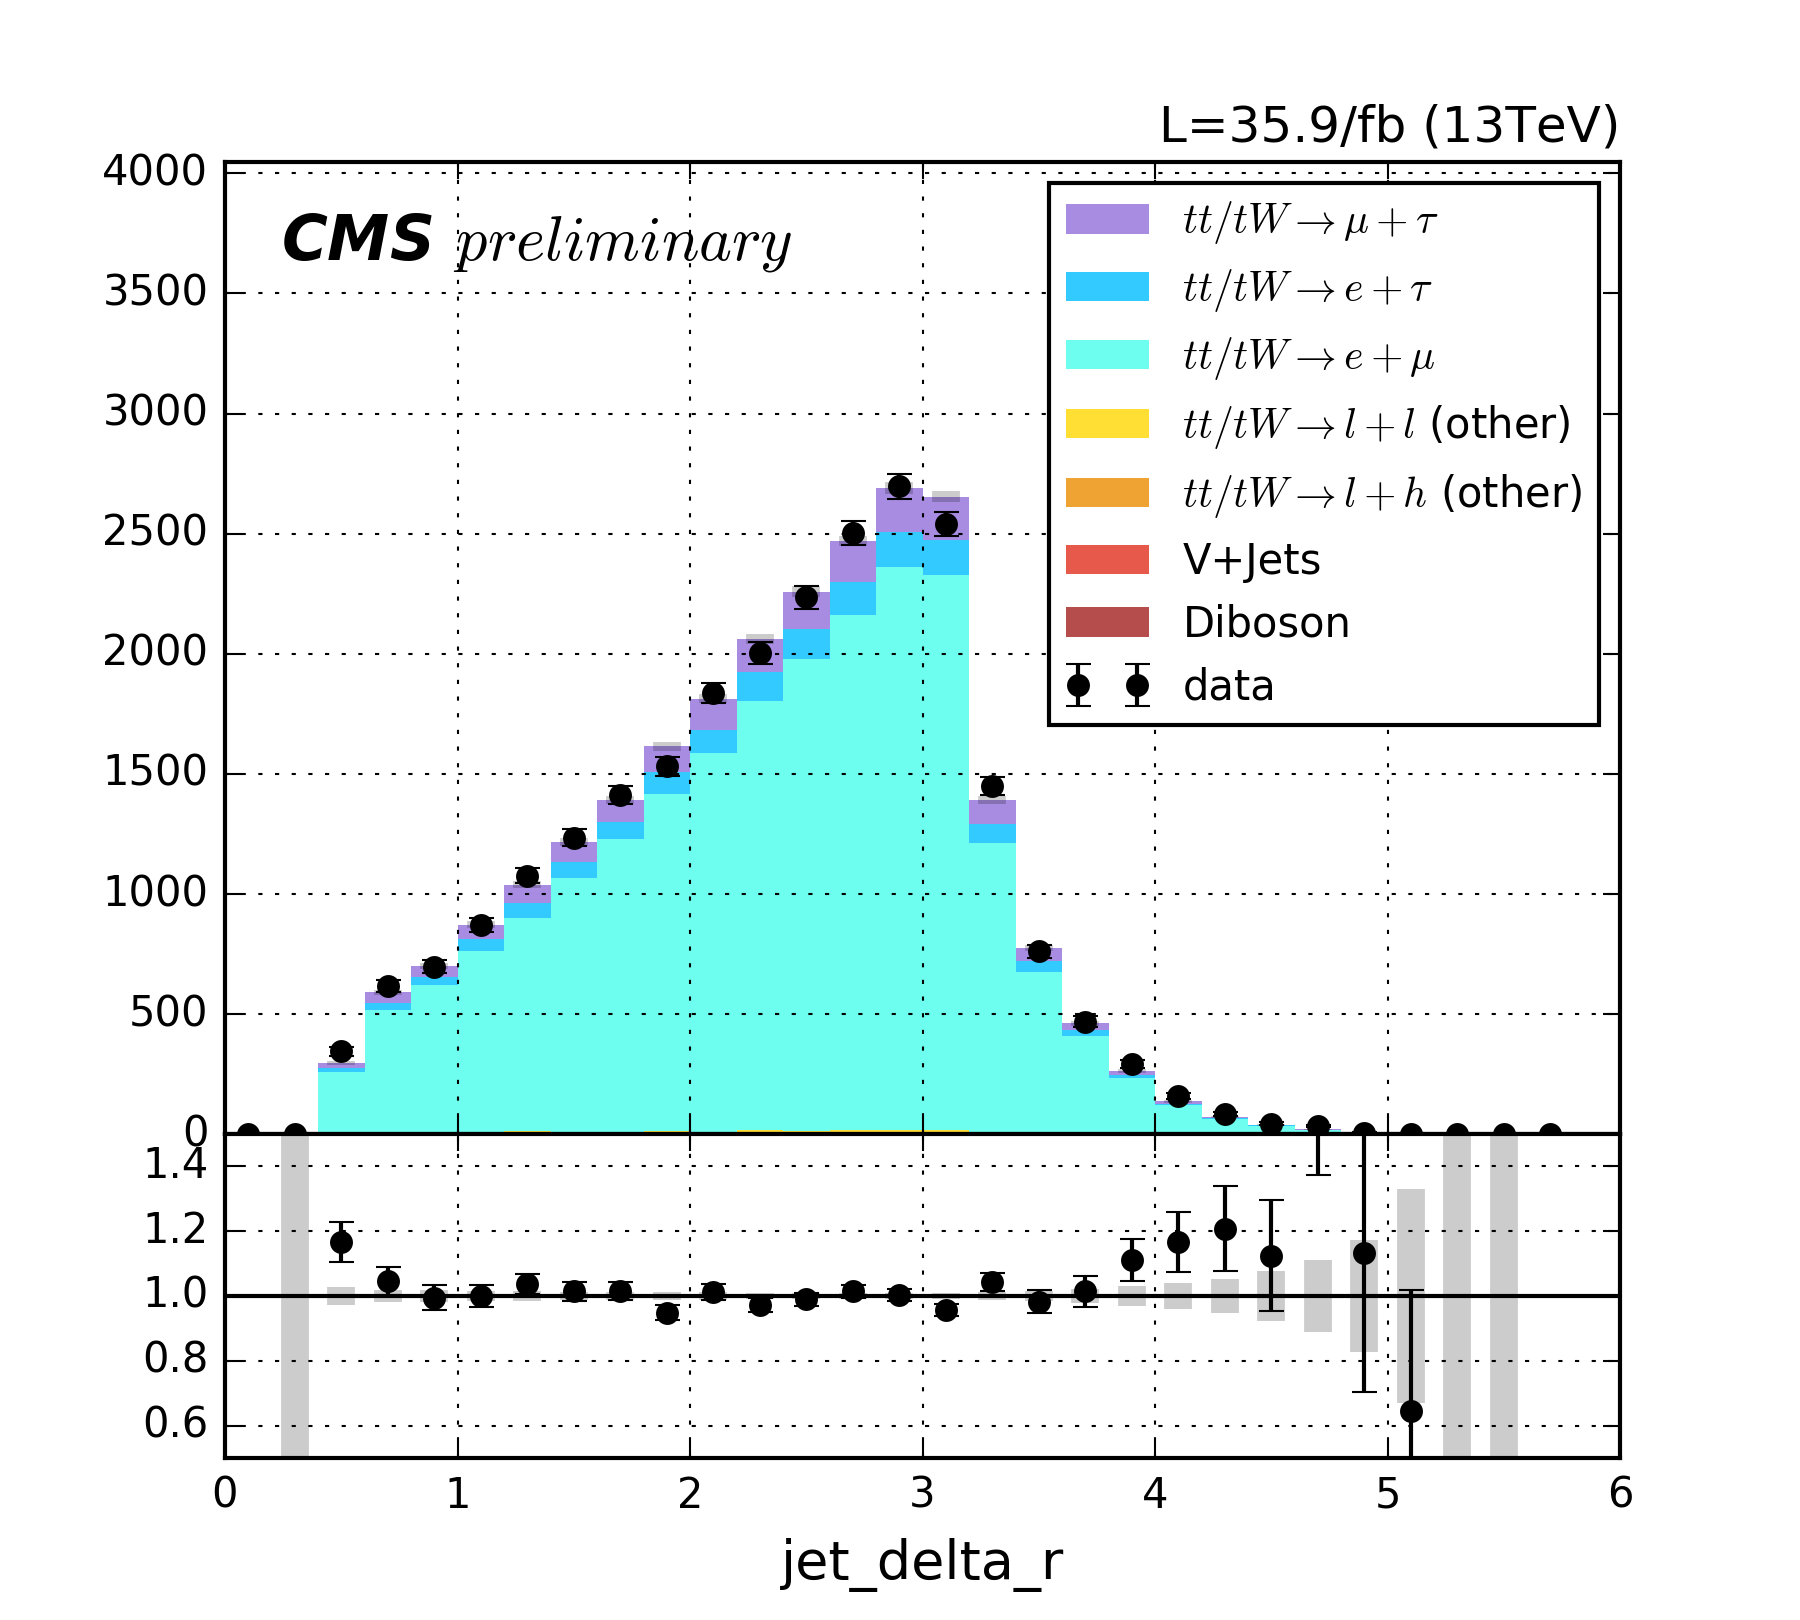 L=35.9/fb (13TeV)
CMS preliminary
4000
3500
3000
2500
2000
1500
1000
500
0
tt/tW → μ + τ
tt/tW → e + τ
tt/tW → e + μ
tt/tW → l + l (other)
tt/tW → l + h (other)
V+Jets
Diboson
data
1.4
1.2
1.0
0.8
0.6
0 1 2 3 4 5 6
jet_delta_r